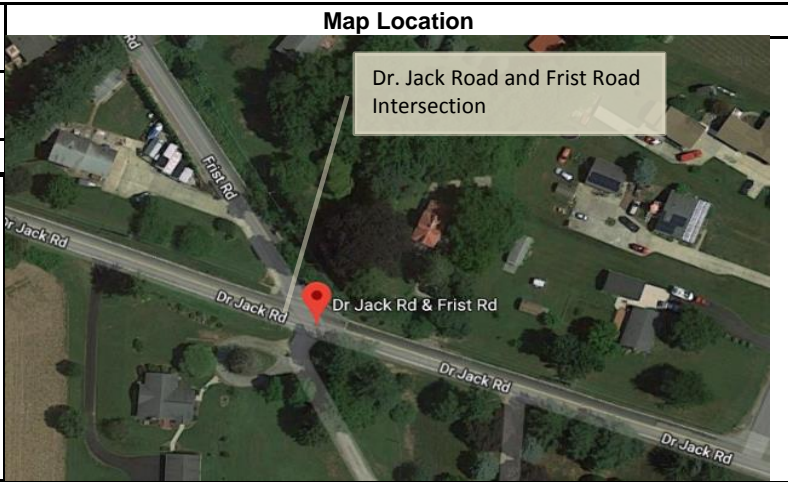 Map Location
Rd
Dr. Jack Road and Frist Road
Intersection
Frist Rd
Dr Jack Rd
Dr Jack Rd
Dr Jack Rd & Frist Rd
Dr Jack Rd
Dr Jack Rd